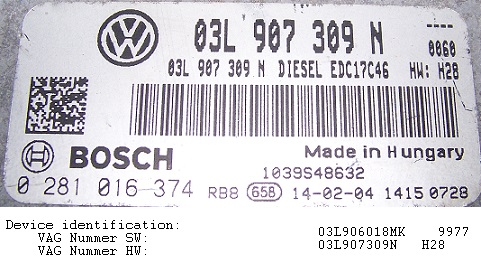 03L 907 309 N
----
0060
03L 907 309 N DIESEL EDC17C46 HW: H28
BOSCH
Made in Hungary
1039S48632
0 281 016 374 RB8 658 14-02-04 1415 0728
Device identification:
VAG Nummer SW: 03L906018MK 9977
VAG Nummer HW: 03L907309N H28